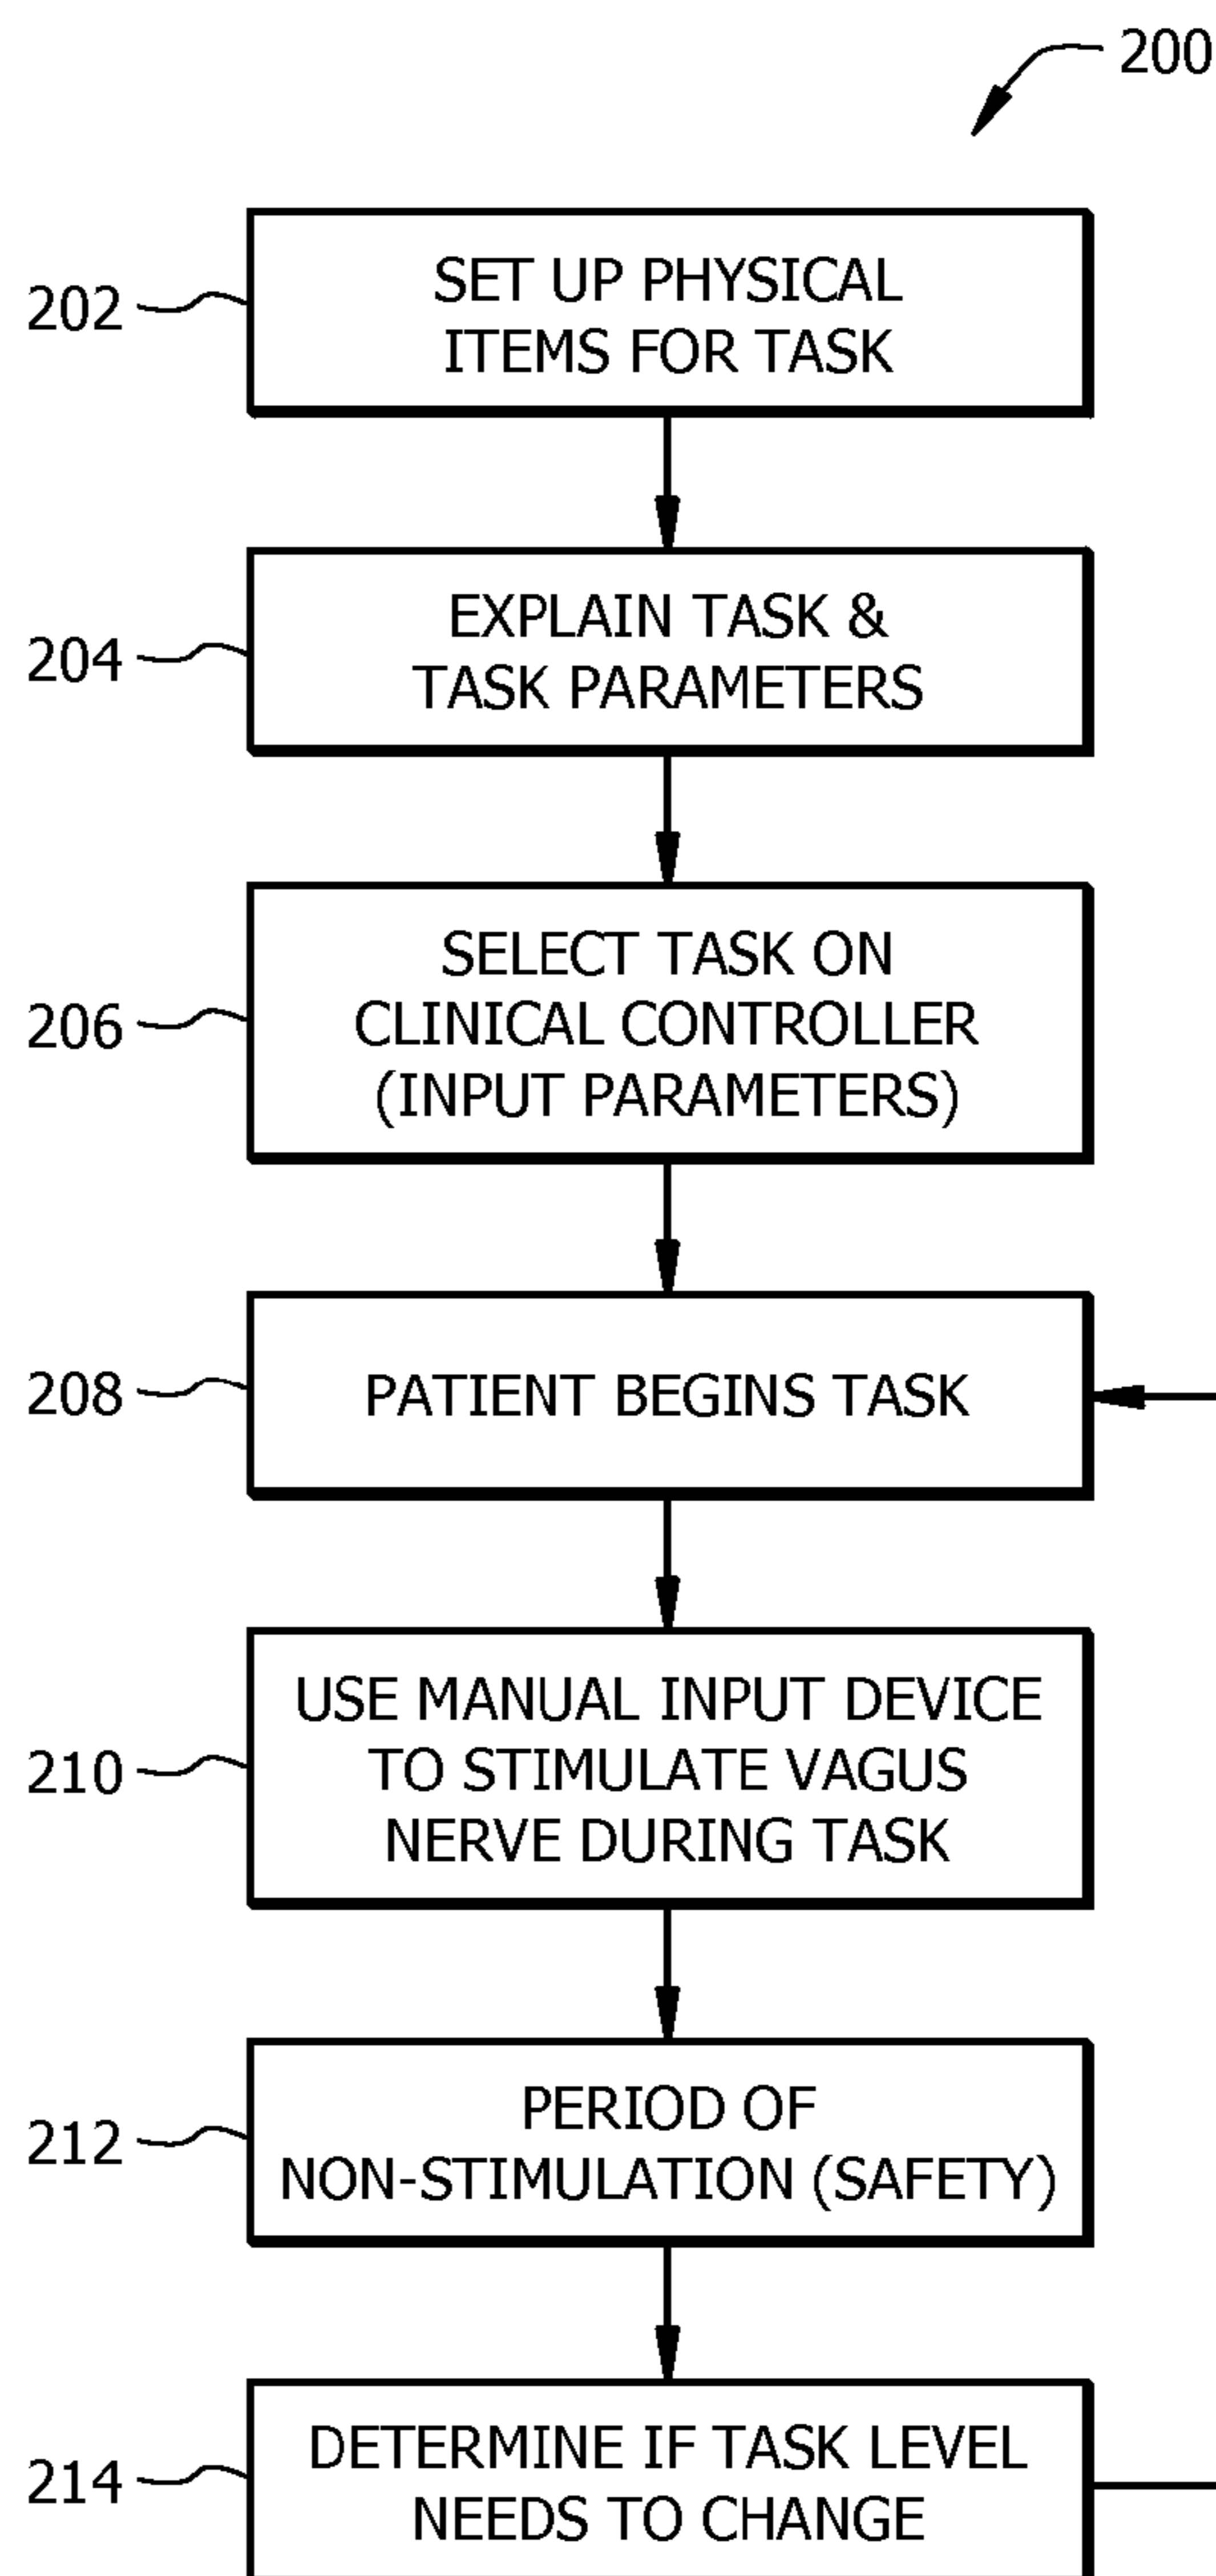 200
202
SET UP PHYSICAL
ITEMS FOR TASK
204
EXPLAIN TASK &
TASK PARAMETERS
206
SELECT TASK ON
CLINICAL CONTROLLER
(INPUT PARAMETERS)
208
PATIENT BEGINS TASK
210
USE MANUAL INPUT DEVICE
TO STIMULATE VAGUS
NERVE DURING TASK
212
PERIOD OF
NON-STIMULATION (SAFETY)
214
DETERMINE IF TASK LEVEL
NEEDS TO CHANGE